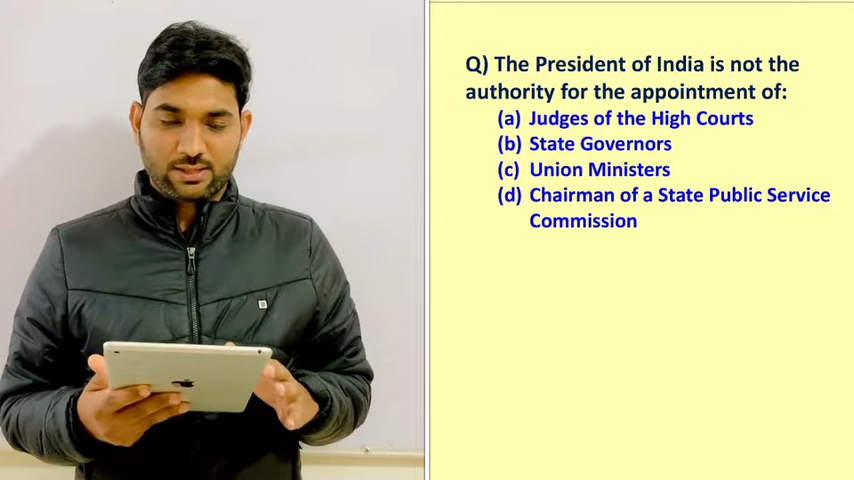 Q) The President of India is not the
authority for the appointment of:
(a) Judges of the High Courts
(b) State Governors
(c) Union Ministers
(d) Chairman of a State Public Service
Commission